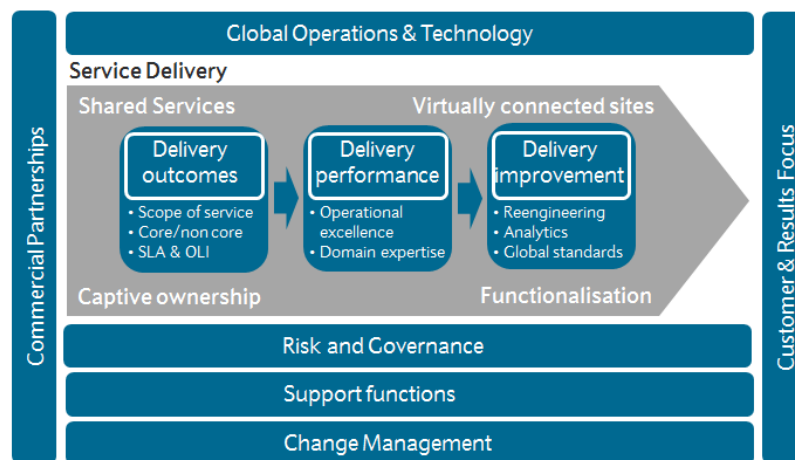 Commercial Partnerships
Global Operations & Technology
Service Delivery
Shared Services
Virtually connected sites
Delivery
outcomes
• Scope of service
• Core/non core
• SLA & OLI
Delivery
performance
• Operational
excellence
• Domain expertise
Delivery
improvement
• Reengineering
• Analytics
• Global standards
Captive ownership
Functionalisation
Risk and Governance
Support functions
Change Management
Customer & Results Focus